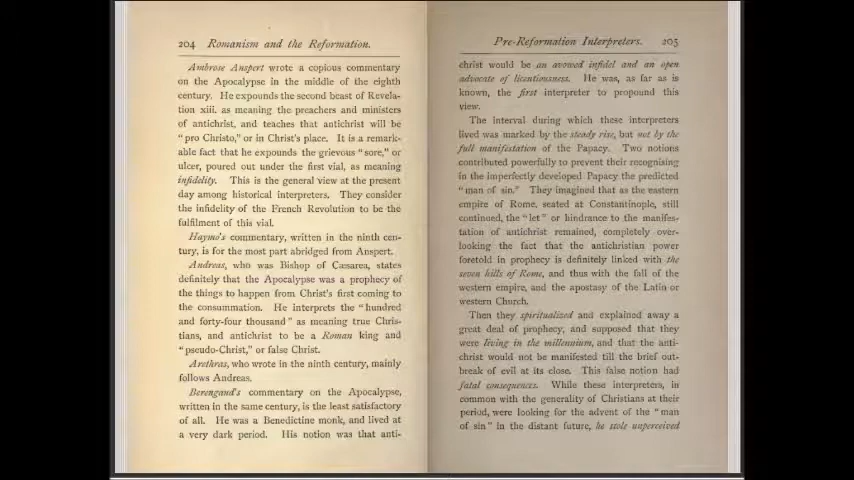 204 Romanism and the Reformation.
Ambrose Anspert wrote a copious commentary
on the Apocalypse in the middle of the eighth
century. He expounds the second beast of Revela-
tion xiii. as meaning the preachers and ministers
of antichrist, and teaches that antichrist will be
“pro Christo,” or in Christ's place. It is a remark-
able fact that he expounds the grievous “sore,” or
ulcer, poured out under the first vial, as meaning
infidelity. This is the general view at the present
day among historical interpreters. They consider
the infidelity of the French Revolution to be the
fulfilment of this vial.
Haymo's commentary, written in the ninth cen-
tury, is for the most part abridged from Anspert.
Andreas, who was Bishop of Cæsarea, states
definitely that the Apocalypse was a prophecy of
the things to happen from Christ's first coming to
the consummation. He interprets the “hundred
and forty-four thousand” as meaning true Chris-
tians, and antichrist to be a Roman king and
“pseudo-Christ,” or false Christ.
Arethras, who wrote in the ninth century, mainly
follows Andreas.
Berengaud's commentary on the Apocalypse,
written in the same century, is the least satisfactory
of all. He was a Benedictine monk, and lived at
a very dark period. His notion was that anti-
Pre-Reformation Interpreters. 205
christ would be an avowed infidel and an open
advocate of licentiousness. He was, as far as is
known, the first interpreter to propound this
view.
The interval during which these interpreters
lived was marked by the steady rise, but not by the
full manifestation of the Papacy. Two notions
contributed powerfully to prevent their recognising
in the imperfectly developed Papacy the predicted
“man of sin.” They imagined that as the eastern
empire of Rome, seated at Constantinople, still
continued, the “let” or hindrance to the manifes-
tation of antichrist remained, completely over-
looking the fact that the antichristian power
foretold in prophecy is definitely linked with the
seven hills of Rome, and thus with the fall of the
western empire, and the apostasy of the Latin or
western Church.
Then they spiritualized and explained away a
great deal of prophecy, and supposed that they
were living in the millennium, and that the anti-
christ would not be manifested till the brief out-
break of evil at its close. This false notion had
fatal consequences. While these interpreters, in
common with the generality of Christians at their
period, were looking for the advent of the “man
of sin” in the distant future, he stole unperceived